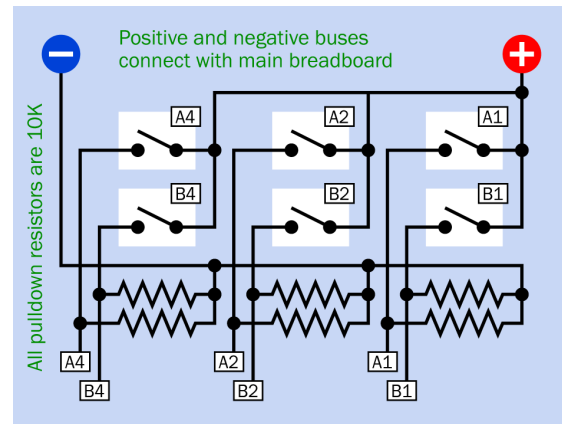 Positive and negative buses
connect with main breadboard
All pulldown resistors are 10K
A4
A2
A1
B4
B2
B1
A4
A2
A1
B4
B2
B1